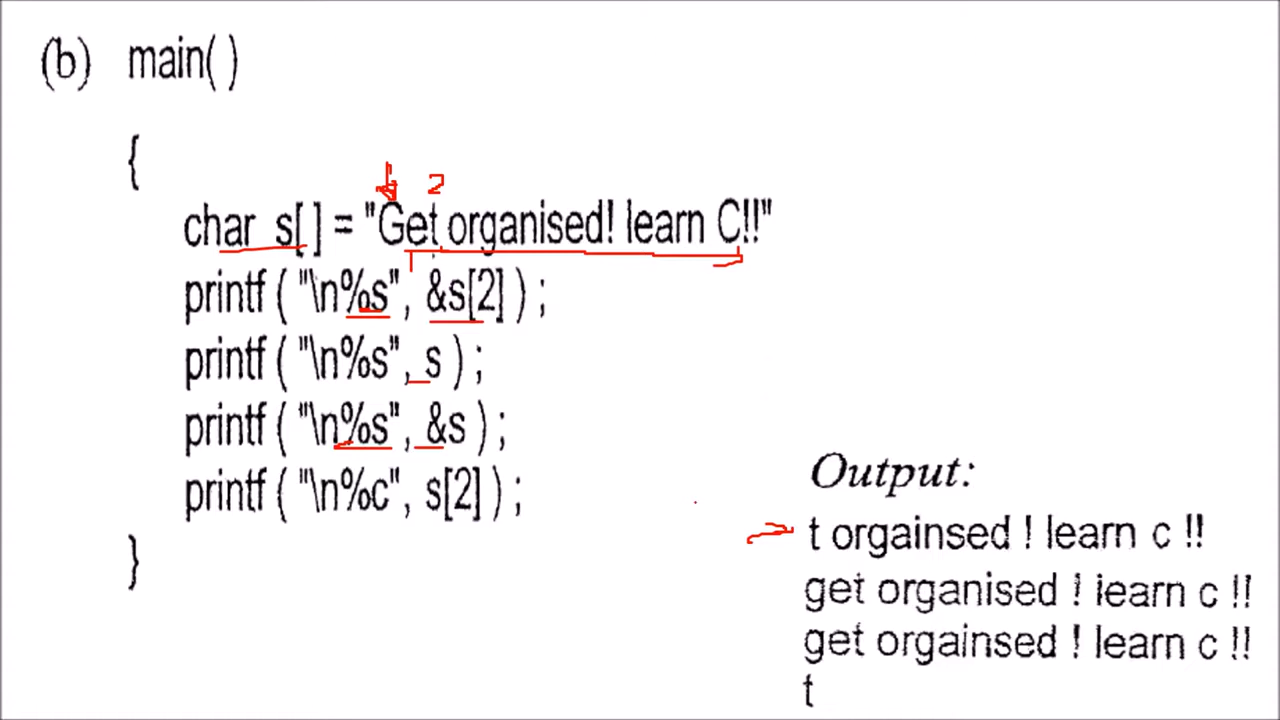 (b) main( )
{
2
char s[ ] = "Get organised! learn C!!"
printf ( "\n%s", &s[2] ) ;
printf ( "\n%s", s ) ;
printf ( "\n%s", &s ) ;
printf ( "\n%c", s[2] ) ;
}
Output:
t orgainsed ! learn c !!
get organised ! learn c !!
get orgainsed ! learn c !!
t